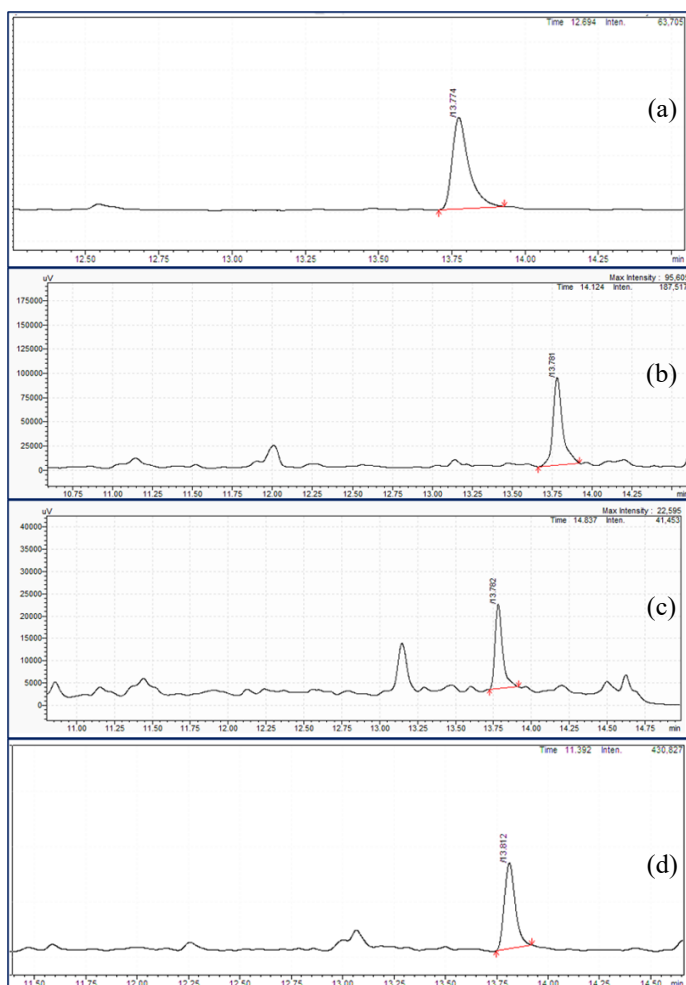 Time 12.694 Inten. 63,705
(a)
/13.774
12.50 12.75 13.00 13.25 13.50 13.75 14.00 14.25 min
uV
Max Intensity : 95,609
Time 14.124 Inten. 187,517
175000
150000
125000
100000
75000
50000
25000
0
(b)
/13.781
10.75 11.00 11.25 11.50 11.75 12.00 12.25 12.50 12.75 13.00 13.25 13.50 13.75 14.00 14.25 14.50 min
uV
Max Intensity : 22,595
Time 14.837 Inten. 41,453
40000
35000
30000
25000
20000
15000
10000
5000
0
(c)
/13.782
11.00 11.25 11.50 11.75 12.00 12.25 12.50 12.75 13.00 13.25 13.50 13.75 14.00 14.25 14.50 14.75 min
Time 11.392 Inten. 430,827
(d)
/13.812
11.50 11.75 12.00 12.25 12.50 12.75 13.00 13.25 13.50 13.75 14.00 14.25 14.50 min